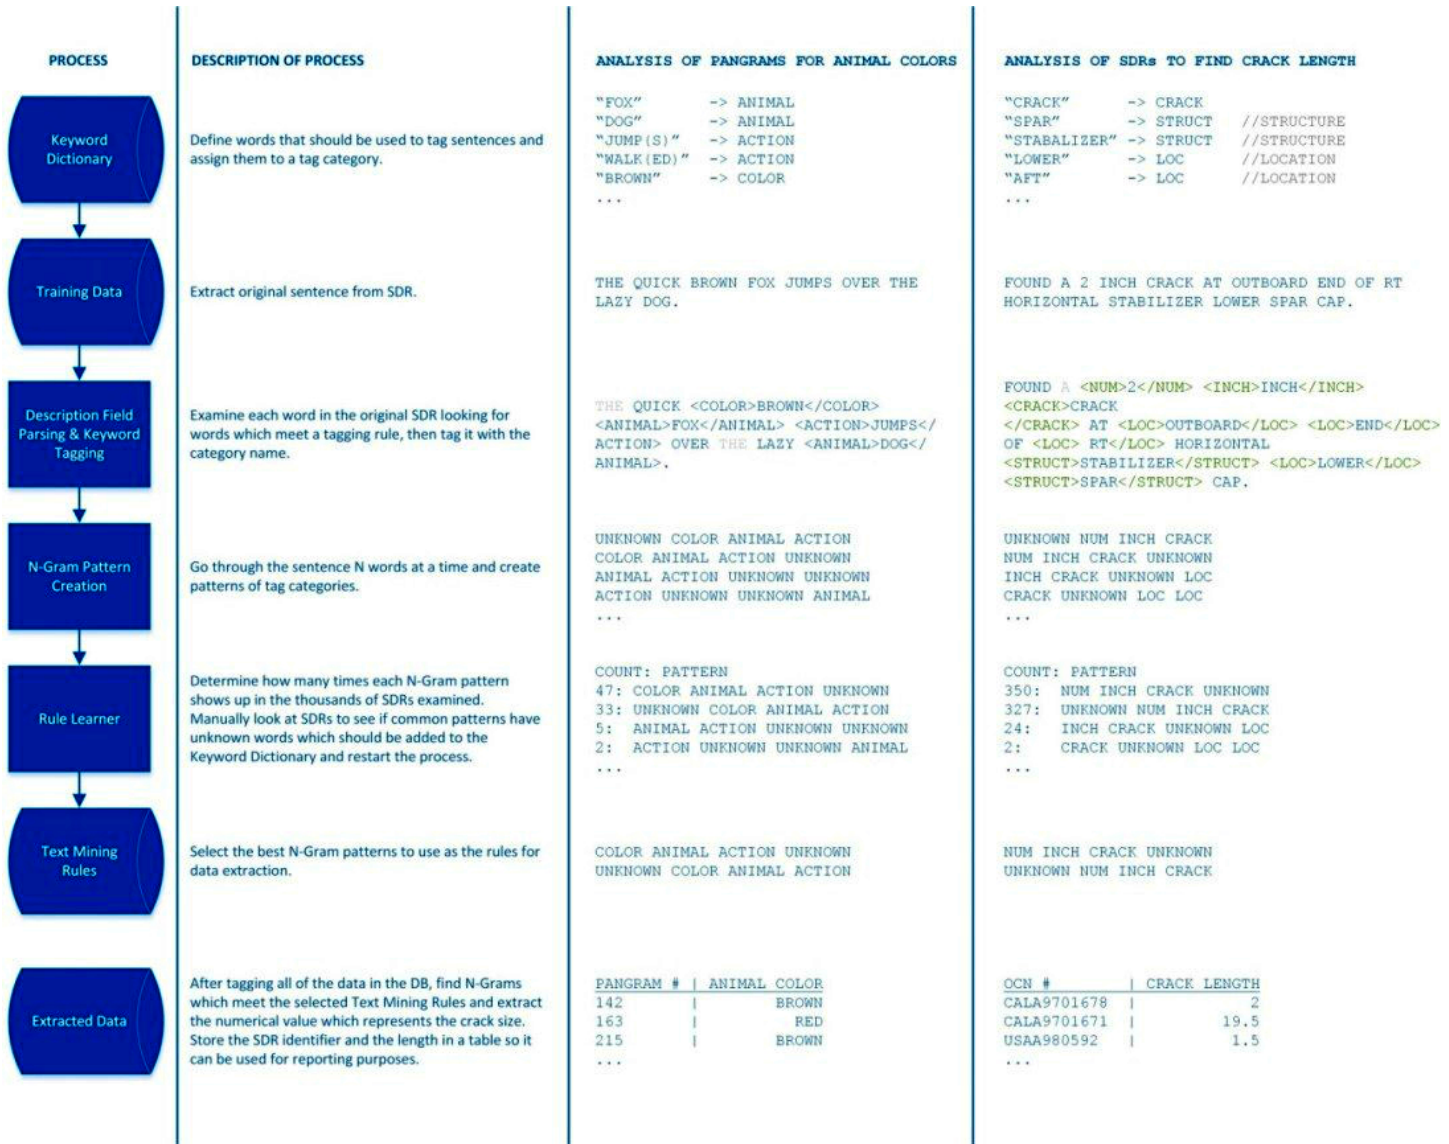 PROCESS
DESCRIPTION OF PROCESS
ANALYSIS OF PANGRAMS FOR ANIMAL COLORS
ANALYSIS OF SDRs TO FIND CRACK LENGTH
Keyword
Dictionary
Define words that should be used to tag sentences and
assign them to a tag category.
"FOX" -> ANIMAL
"DOG" -> ANIMAL
"JUMP(S)" -> ACTION
"WALK(ED)" -> ACTION
"BROWN" -> COLOR
...
"CRACK" -> CRACK
"SPAR" -> STRUCT //STRUCTURE
"STABALIZER" -> STRUCT //STRUCTURE
"LOWER" -> LOC //LOCATION
"AFT" -> LOC //LOCATION
...
Training Data
Extract original sentence from SDR.
THE QUICK BROWN FOX JUMPS OVER THE
LAZY DOG.
FOUND A 2 INCH CRACK AT OUTBOARD END OF RT
HORIZONTAL STABILIZER LOWER SPAR CAP.
Description Field
Parsing & Keyword
Tagging
Examine each word in the original SDR looking for
words which meet a tagging rule, then tag it with the
category name.
THE QUICK <COLOR>BROWN</COLOR>
<ANIMAL>FOX</ANIMAL> <ACTION>JUMPS</
ACTION> OVER THE LAZY <ANIMAL>DOG</
ANIMAL>.
FOUND A <NUM>2</NUM> <INCH>INCH</INCH>
<CRACK>CRACK
</CRACK> AT <LOC>OUTBOARD</LOC> <LOC>END</LOC>
OF <LOC> RT</LOC> HORIZONTAL
<STRUCT>STABILIZER</STRUCT> <LOC>LOWER</LOC>
<STRUCT>SPAR</STRUCT> CAP.
N-Gram Pattern
Creation
Go through the sentence N words at a time and create
patterns of tag categories.
UNKNOWN COLOR ANIMAL ACTION
COLOR ANIMAL ACTION UNKNOWN
ANIMAL ACTION UNKNOWN UNKNOWN
ACTION UNKNOWN UNKNOWN ANIMAL
...
UNKNOWN NUM INCH CRACK
NUM INCH CRACK UNKNOWN
INCH CRACK UNKNOWN LOC
CRACK UNKNOWN LOC LOC
...
Rule Learner
Determine how many times each N-Gram pattern
shows up in the thousands of SDRs examined.
Manually look at SDRs to see if common patterns have
unknown words which should be added to the
Keyword Dictionary and restart the process.
COUNT: PATTERN
47: COLOR ANIMAL ACTION UNKNOWN
33: UNKNOWN COLOR ANIMAL ACTION
5: ANIMAL ACTION UNKNOWN UNKNOWN
2: ACTION UNKNOWN UNKNOWN ANIMAL
...
COUNT: PATTERN
350: NUM INCH CRACK UNKNOWN
327: UNKNOWN NUM INCH CRACK
24: INCH CRACK UNKNOWN LOC
2: CRACK UNKNOWN LOC LOC
...
Text Mining
Rules
Select the best N-Gram patterns to use as the rules for
data extraction.
COLOR ANIMAL ACTION UNKNOWN
UNKNOWN COLOR ANIMAL ACTION
NUM INCH CRACK UNKNOWN
UNKNOWN NUM INCH CRACK
Extracted Data
After tagging all of the data in the DB, find N-Grams
which meet the selected Text Mining Rules and extract
the numerical value which represents the crack size.
Store the SDR identifier and the length in a table so it
can be used for reporting purposes.
PANGRAM # | ANIMAL COLOR
142 | BROWN
163 | RED
215 | BROWN
...
OCN # | CRACK LENGTH
CALA9701678 | 2
CALA9701671 | 19.5
USAA980592 | 1.5
...